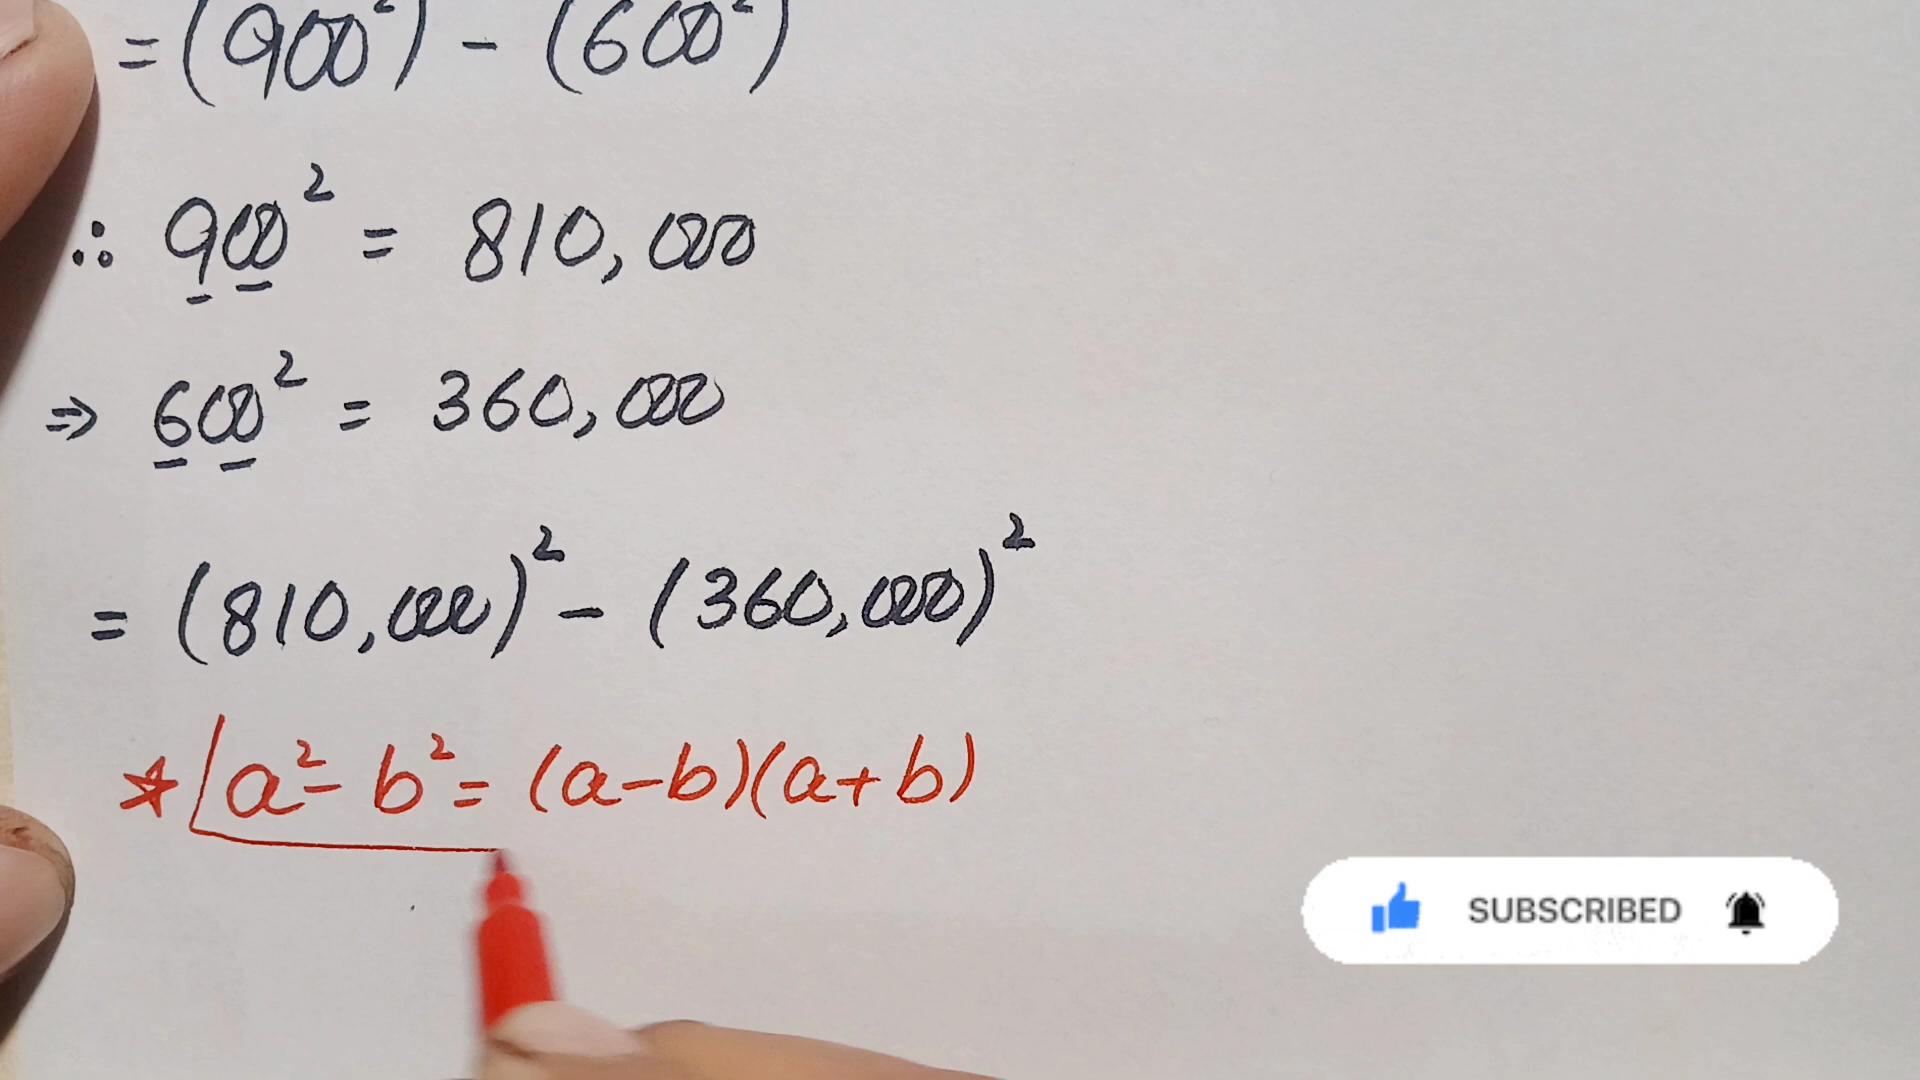 = (900²) - (600²)
∴ 900² = 810,000
⇒ 600² = 360,000
= (810,000)² - (360,000)²
* a² - b² = (a-b)(a+b)
SUBSCRIBED